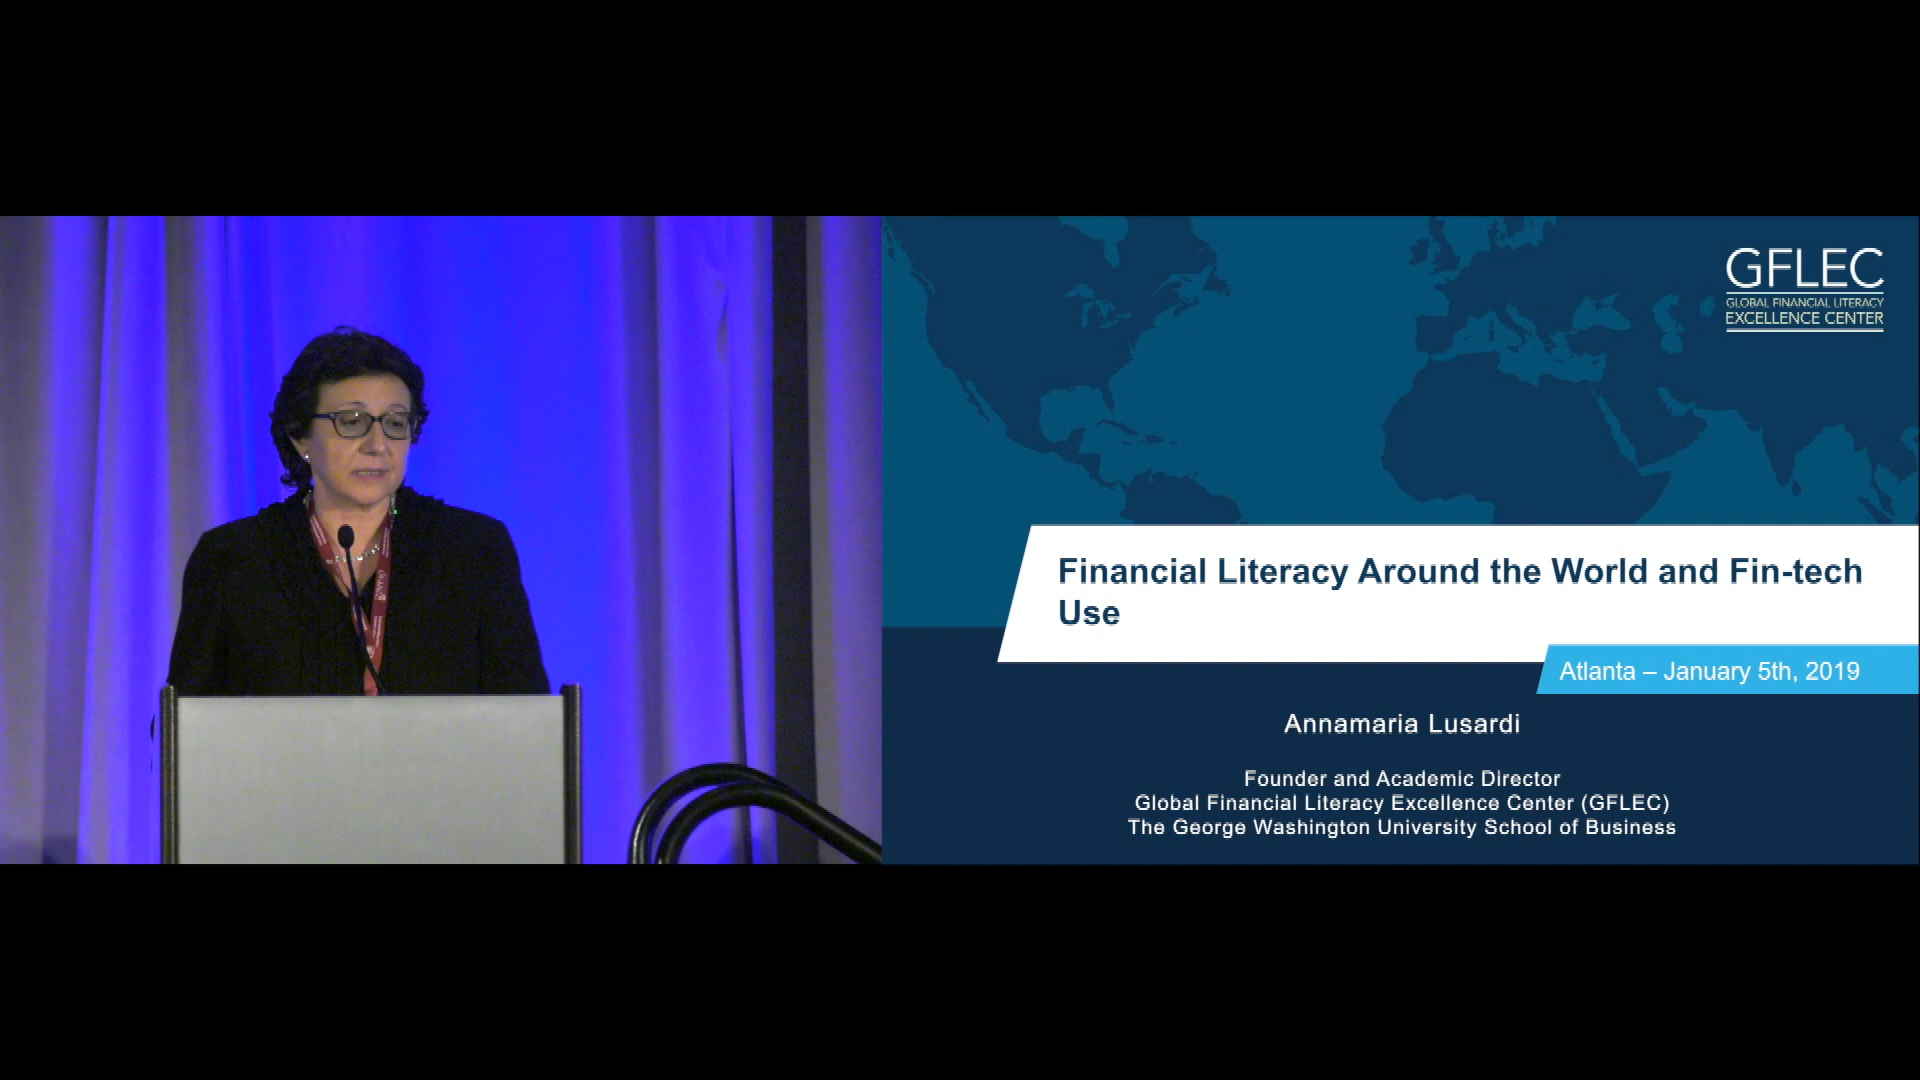 GFLEC
GLOBAL FINANCIAL LITERACY
EXCELLENCE CENTER
Financial Literacy Around the World and Fin-tech
Use
Atlanta – January 5th, 2019
Annamaria Lusardi
Founder and Academic Director
Global Financial Literacy Excellence Center (GFLEC)
The George Washington University School of Business